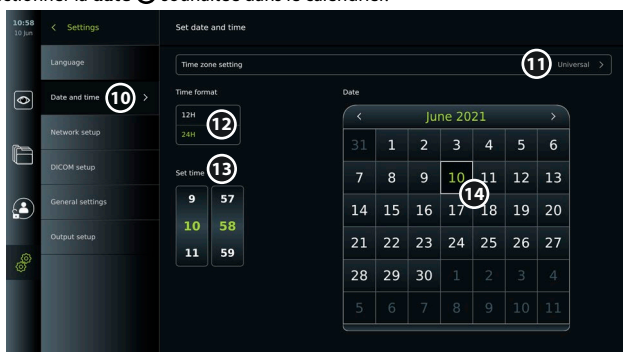 la date 14 souhaitée dans le calendrier.
10:58
10 Jun
Settings
Set date and time
Language
Time zone setting
11
Universal
Date and time
10
Time format
Date
12H
24H
12
June 2021
Network setup
31 1 2 3 4 5 6
DICOM setup
Set time
13
7 8 9 10 11 12 13
14
General settings
9 57
14 15 16 17 18 19 20
10 58
Output setup
21 22 23 24 25 26 27
11 59
28 29 30 1 2 3 4
5 6 7 8 9 10 11